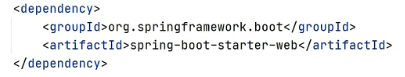 <dependency>
    <groupId>org.springframework.boot</groupId>
    <artifactId>spring-boot-starter-web</artifactId>
</dependency>